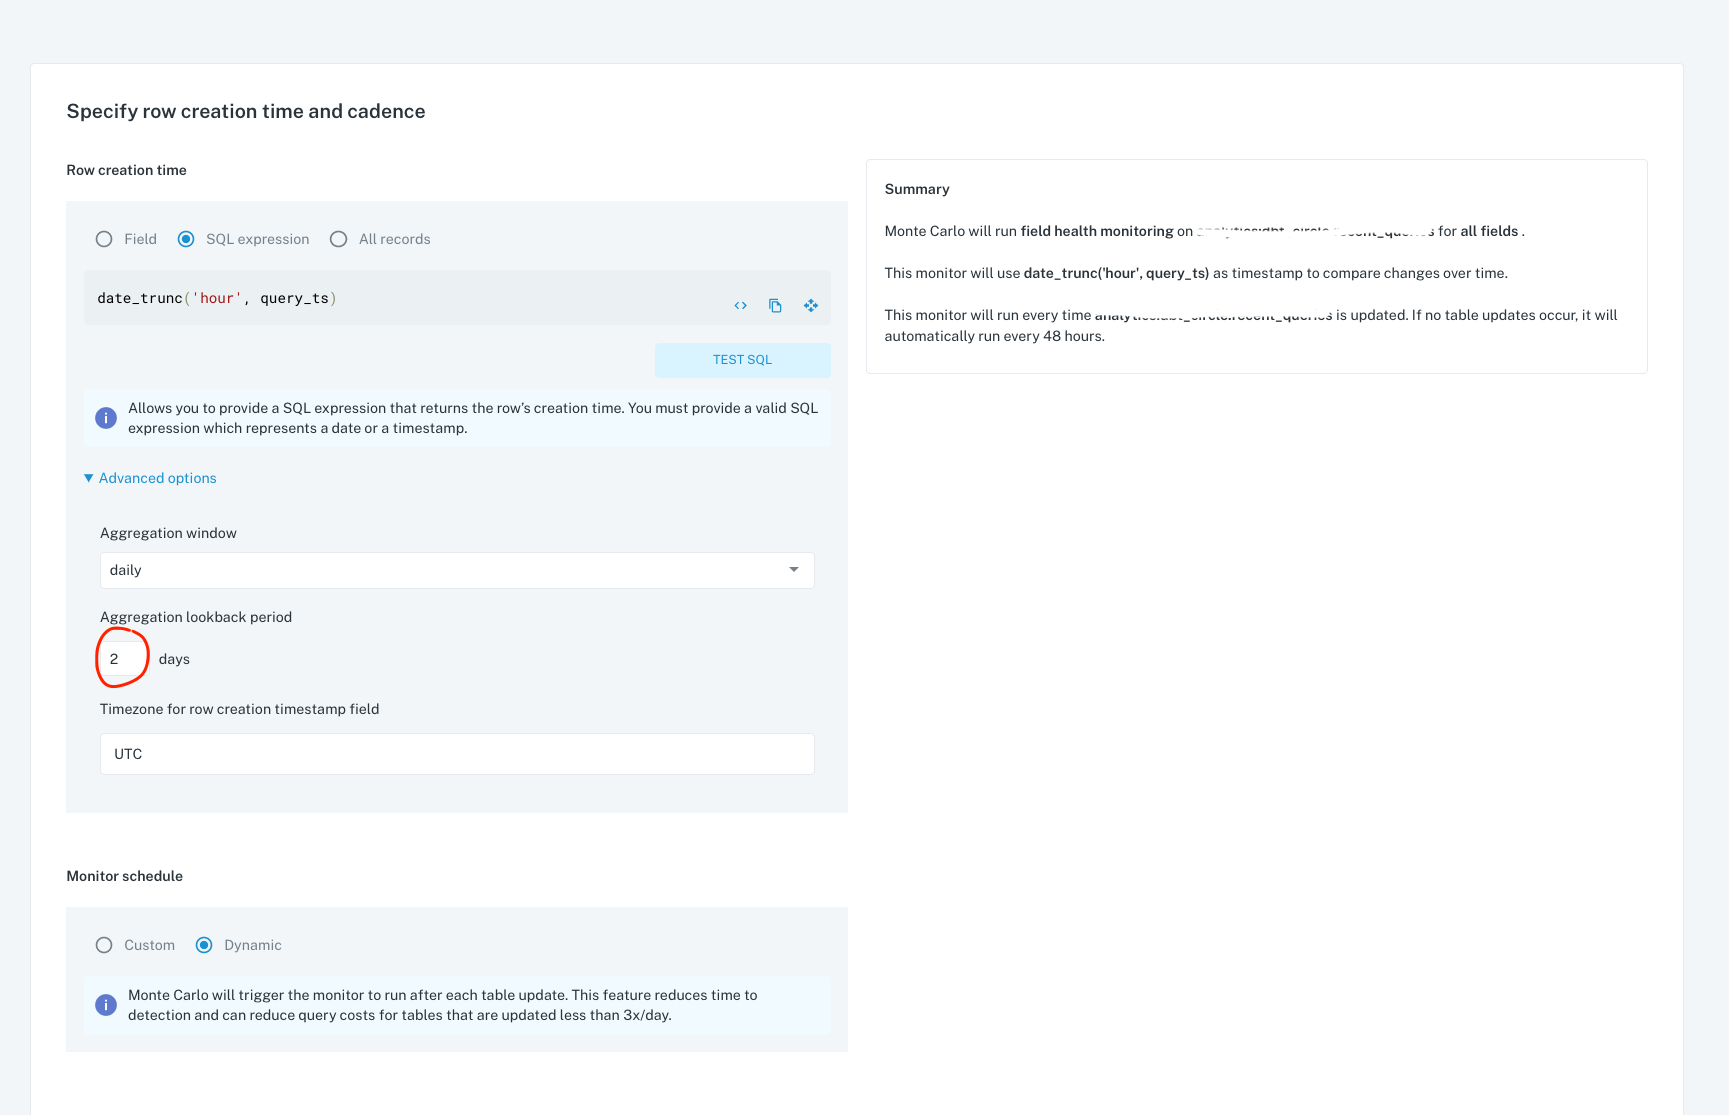 Specify row creation time and cadence
Row creation time
Field SQL expression All records
date_trunc('hour', query_ts)
TEST SQL
i
Allows you to provide a SQL expression that returns the row's creation time. You must provide a valid SQL
expression which represents a date or a timestamp.
Advanced options
Aggregation window
daily
Aggregation lookback period
2 days
Timezone for row creation timestamp field
UTC
Monitor schedule
Custom Dynamic
i
Monte Carlo will trigger the monitor to run after each table update. This feature reduces time to
detection and can reduce query costs for tables that are updated less than 3x/day.
Summary
Monte Carlo will run field health monitoring on for all fields .
This monitor will use date_trunc('hour', query_ts) as timestamp to compare changes over time.
This monitor will run every time is updated. If no table updates occur, it will
automatically run every 48 hours.